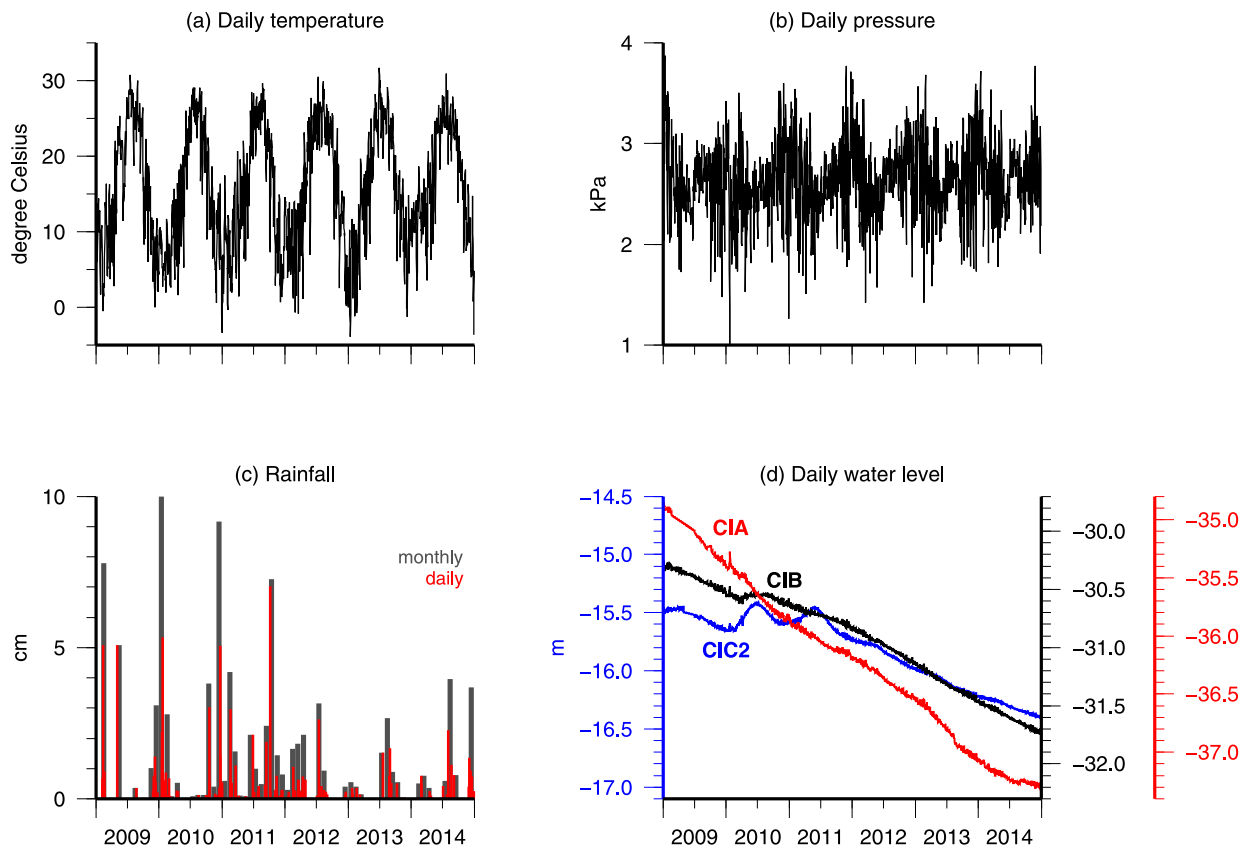 (a) Daily temperature
30
20
10
0
degree Celsius
(b) Daily pressure
4
3
2
1
kPa
(c) Rainfall
10
5
0
cm
monthly
daily
2009 2010 2011 2012 2013 2014
(d) Daily water level
−14.5
−15.0
−15.5
−16.0
−16.5
−17.0
m
CIA
CIB
CIC2
−30.0
−30.5
−31.0
−31.5
−32.0
−35.0
−35.5
−36.0
−36.5
−37.0
2009 2010 2011 2012 2013 2014